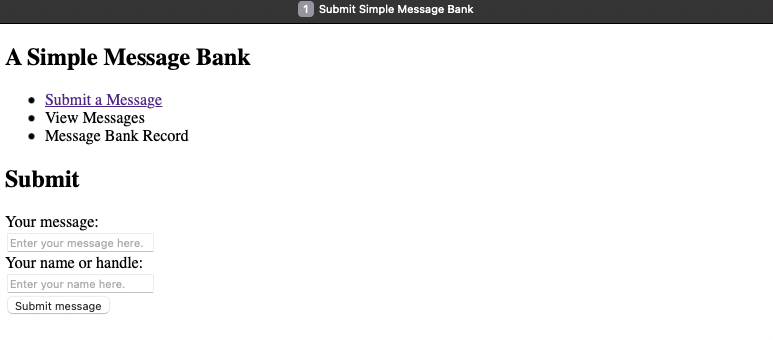 1 Submit Simple Message Bank
A Simple Message Bank
Submit a Message
View Messages
Message Bank Record
Submit
Your message:
Enter your message here.
Your name or handle:
Enter your name here.
Submit message